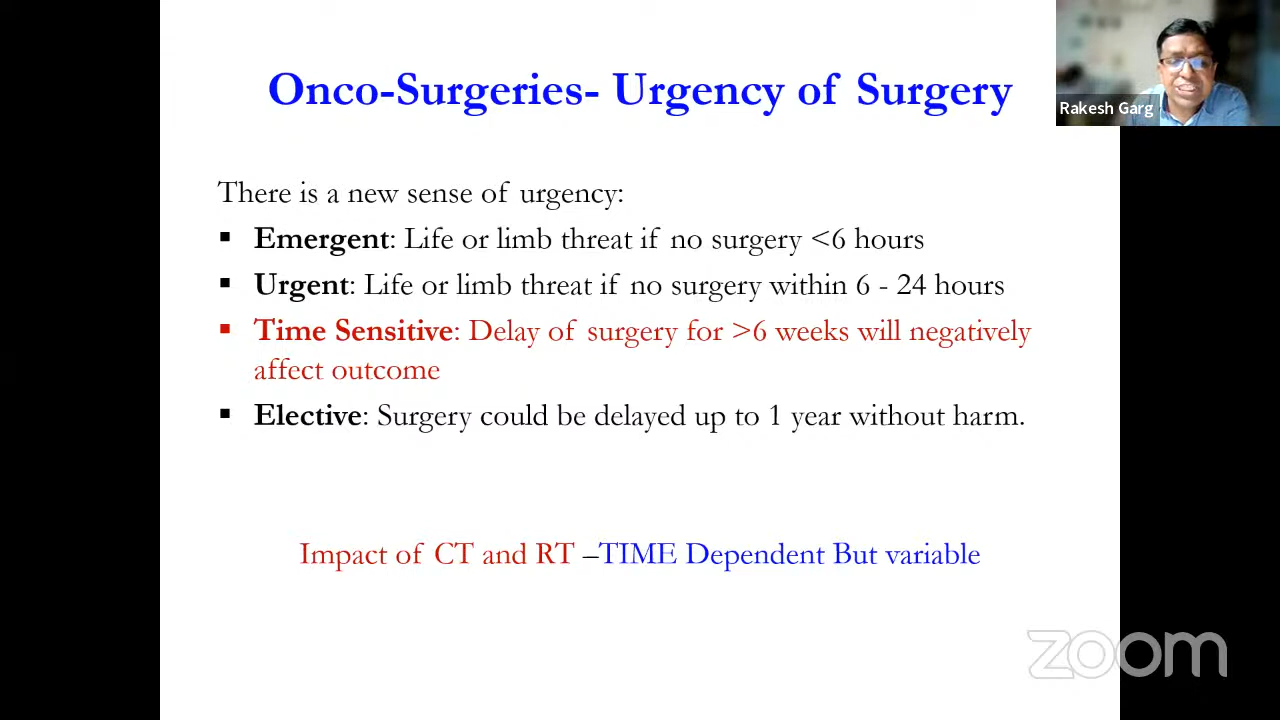 Onco-Surgeries- Urgency of Surgery
Rakesh Garg
There is a new sense of urgency:
▪ Emergent: Life or limb threat if no surgery <6 hours
▪ Urgent: Life or limb threat if no surgery within 6 - 24 hours
▪ Time Sensitive: Delay of surgery for >6 weeks will negatively
affect outcome
▪ Elective: Surgery could be delayed up to 1 year without harm.
Impact of CT and RT –TIME Dependent But variable
zoom